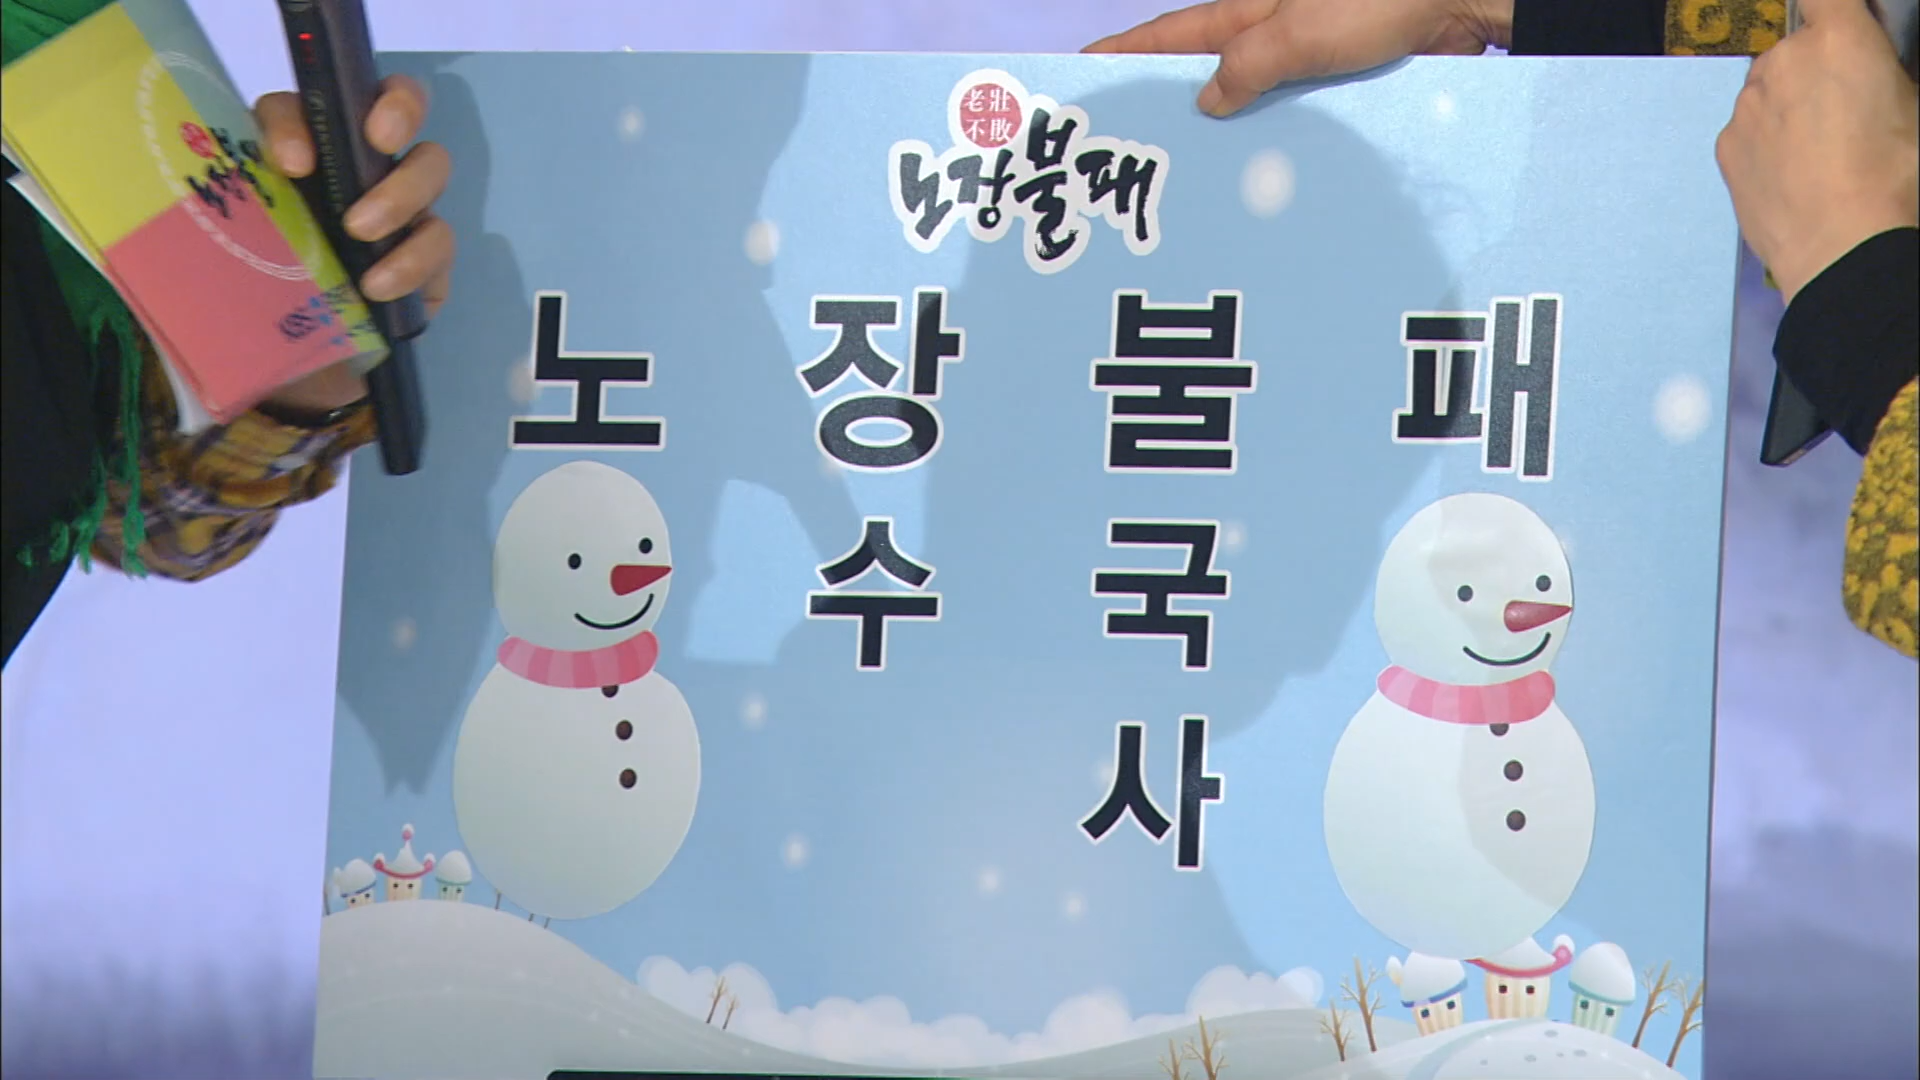 老壯
不敗
노장불패
노 장 불 패
수 국
사